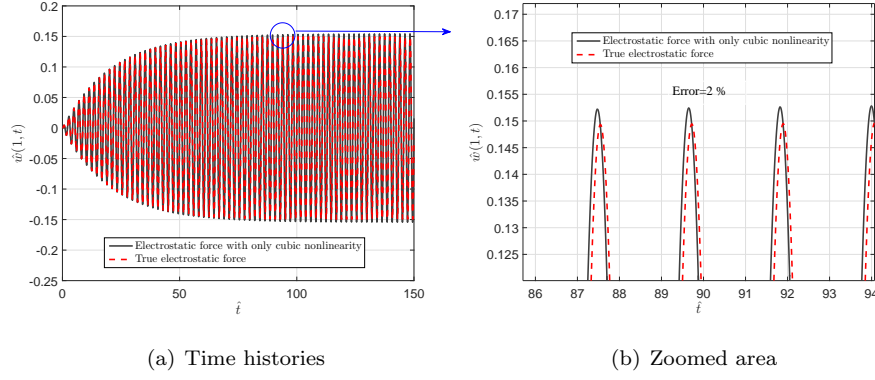 0.25
0.2
0.15
0.1
0.05
0
-0.05
-0.1
-0.15
-0.2
-0.25
ŵ(1, t)
Electrostatic force with only cubic nonlinearity
True electrostatic force
0 50 100 150
t̂
(a) Time histories
0.17
0.165
0.16
0.155
0.15
0.145
0.14
0.135
0.13
0.125
ŵ(1, t)
Electrostatic force with only cubic nonlinearity
True electrostatic force
Error=2 %
86 87 88 89 90 91 92 93 94
t̂
(b) Zoomed area